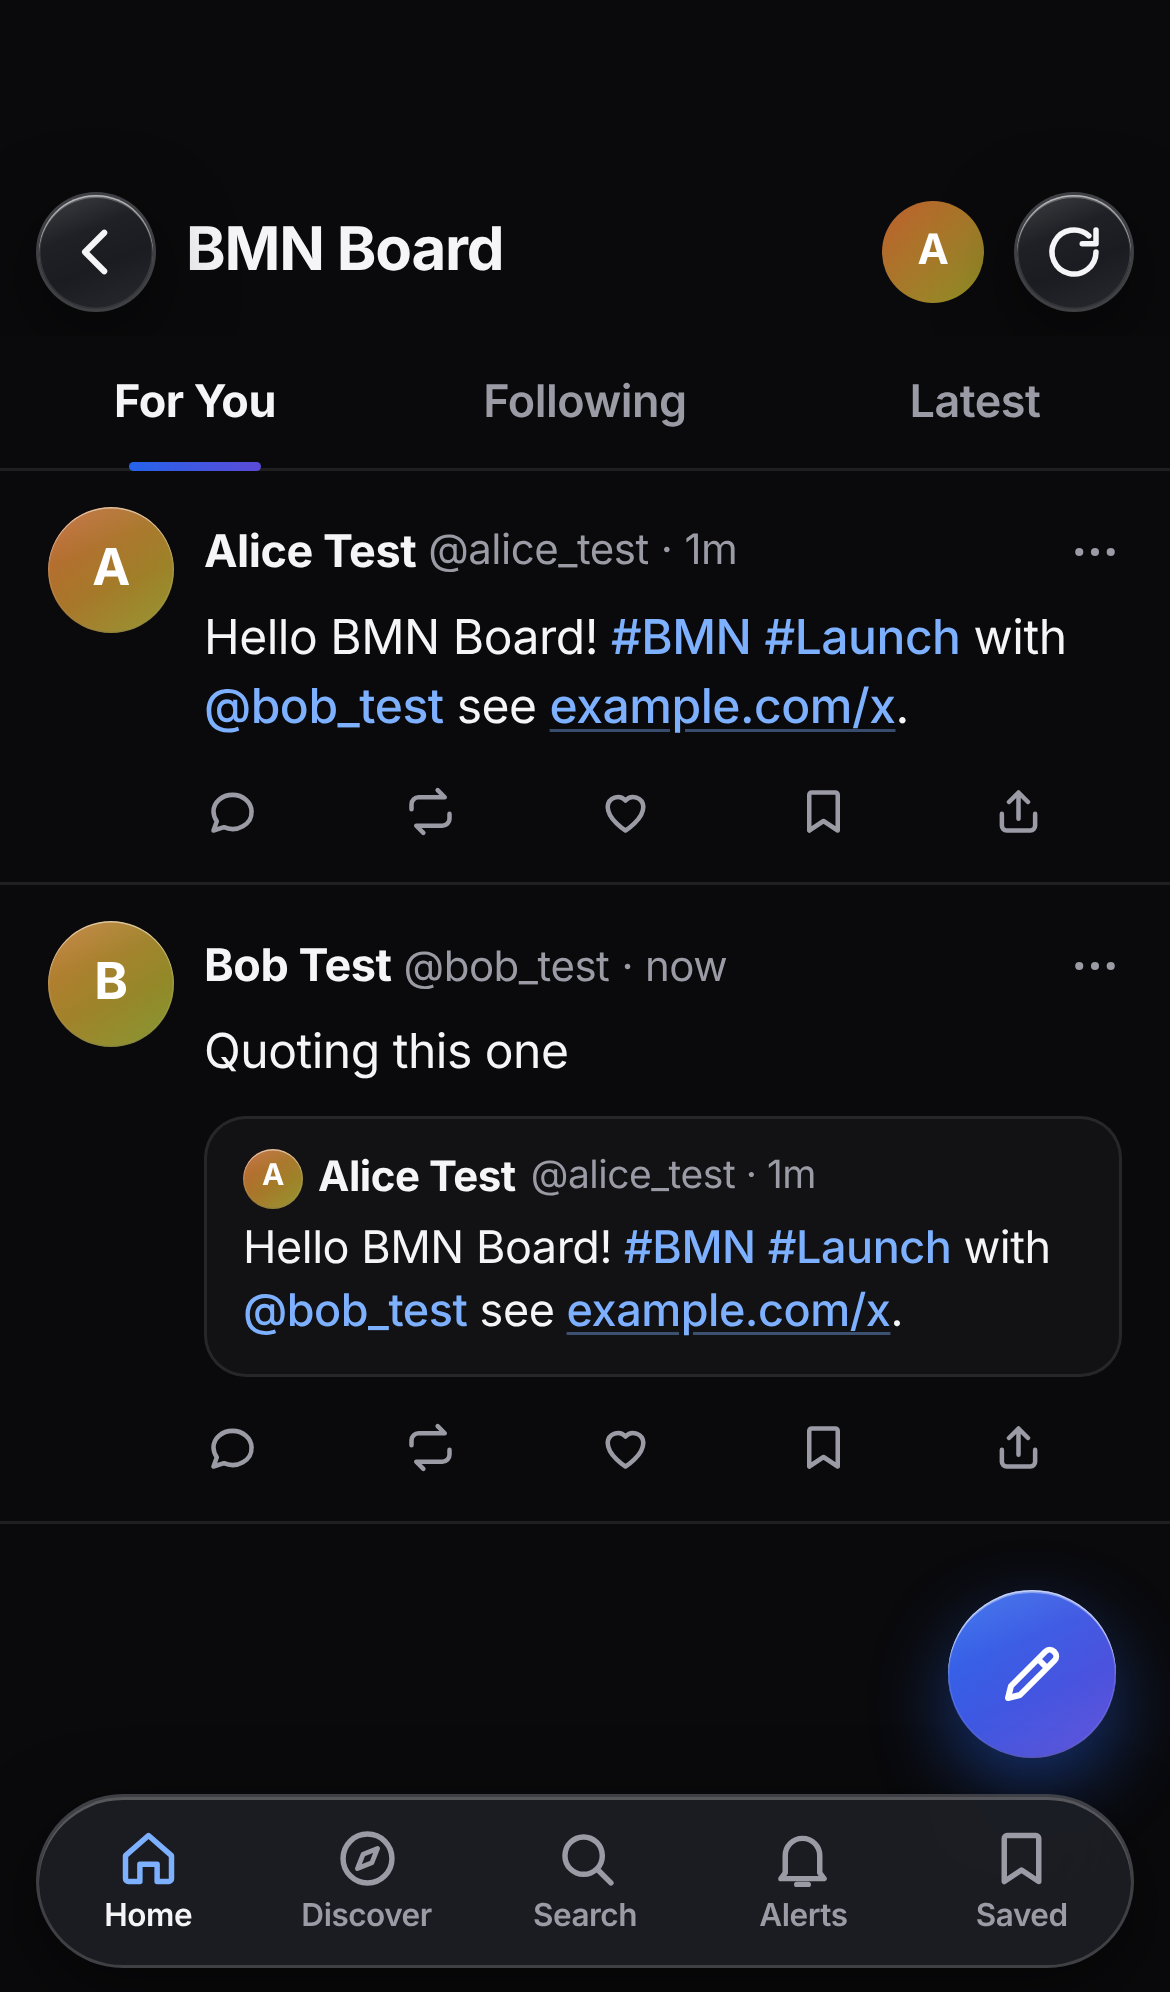 BMN Board
A
For You
Following
Latest
A
Alice Test @alice_test · 1m
Hello BMN Board! #BMN #Launch with
@bob_test see example.com/x.
B
Bob Test @bob_test · now
Quoting this one
A
Alice Test @alice_test · 1m
Hello BMN Board! #BMN #Launch with
@bob_test see example.com/x.
Home
Discover
Search
Alerts
Saved